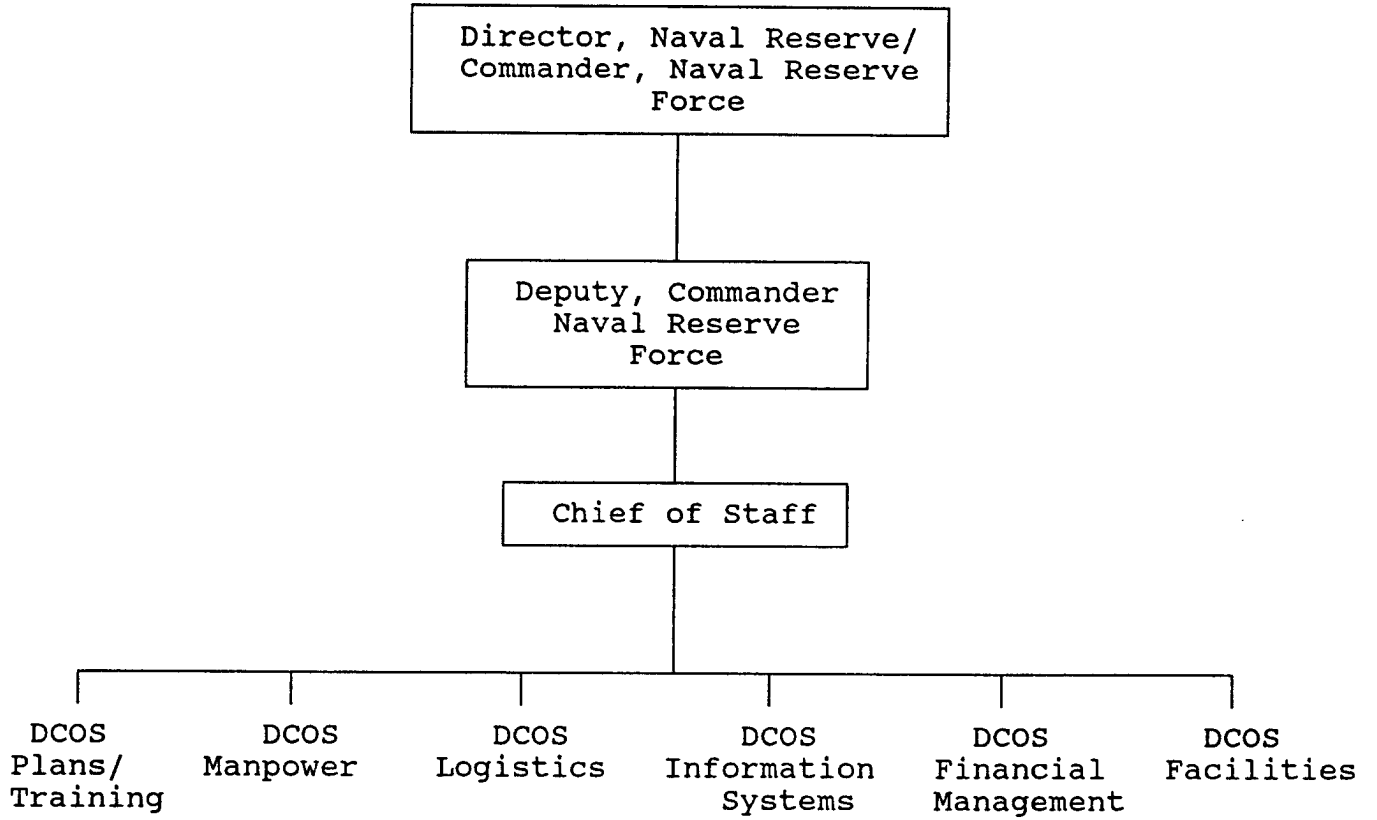 Director, Naval Reserve/
Commander, Naval Reserve
Force
Deputy, Commander
Naval Reserve
Force
Chief of Staff
DCOS
Plans/
Training
DCOS
Manpower
DCOS
Logistics
DCOS
Information
Systems
DCOS
Financial
Management
DCOS
Facilities